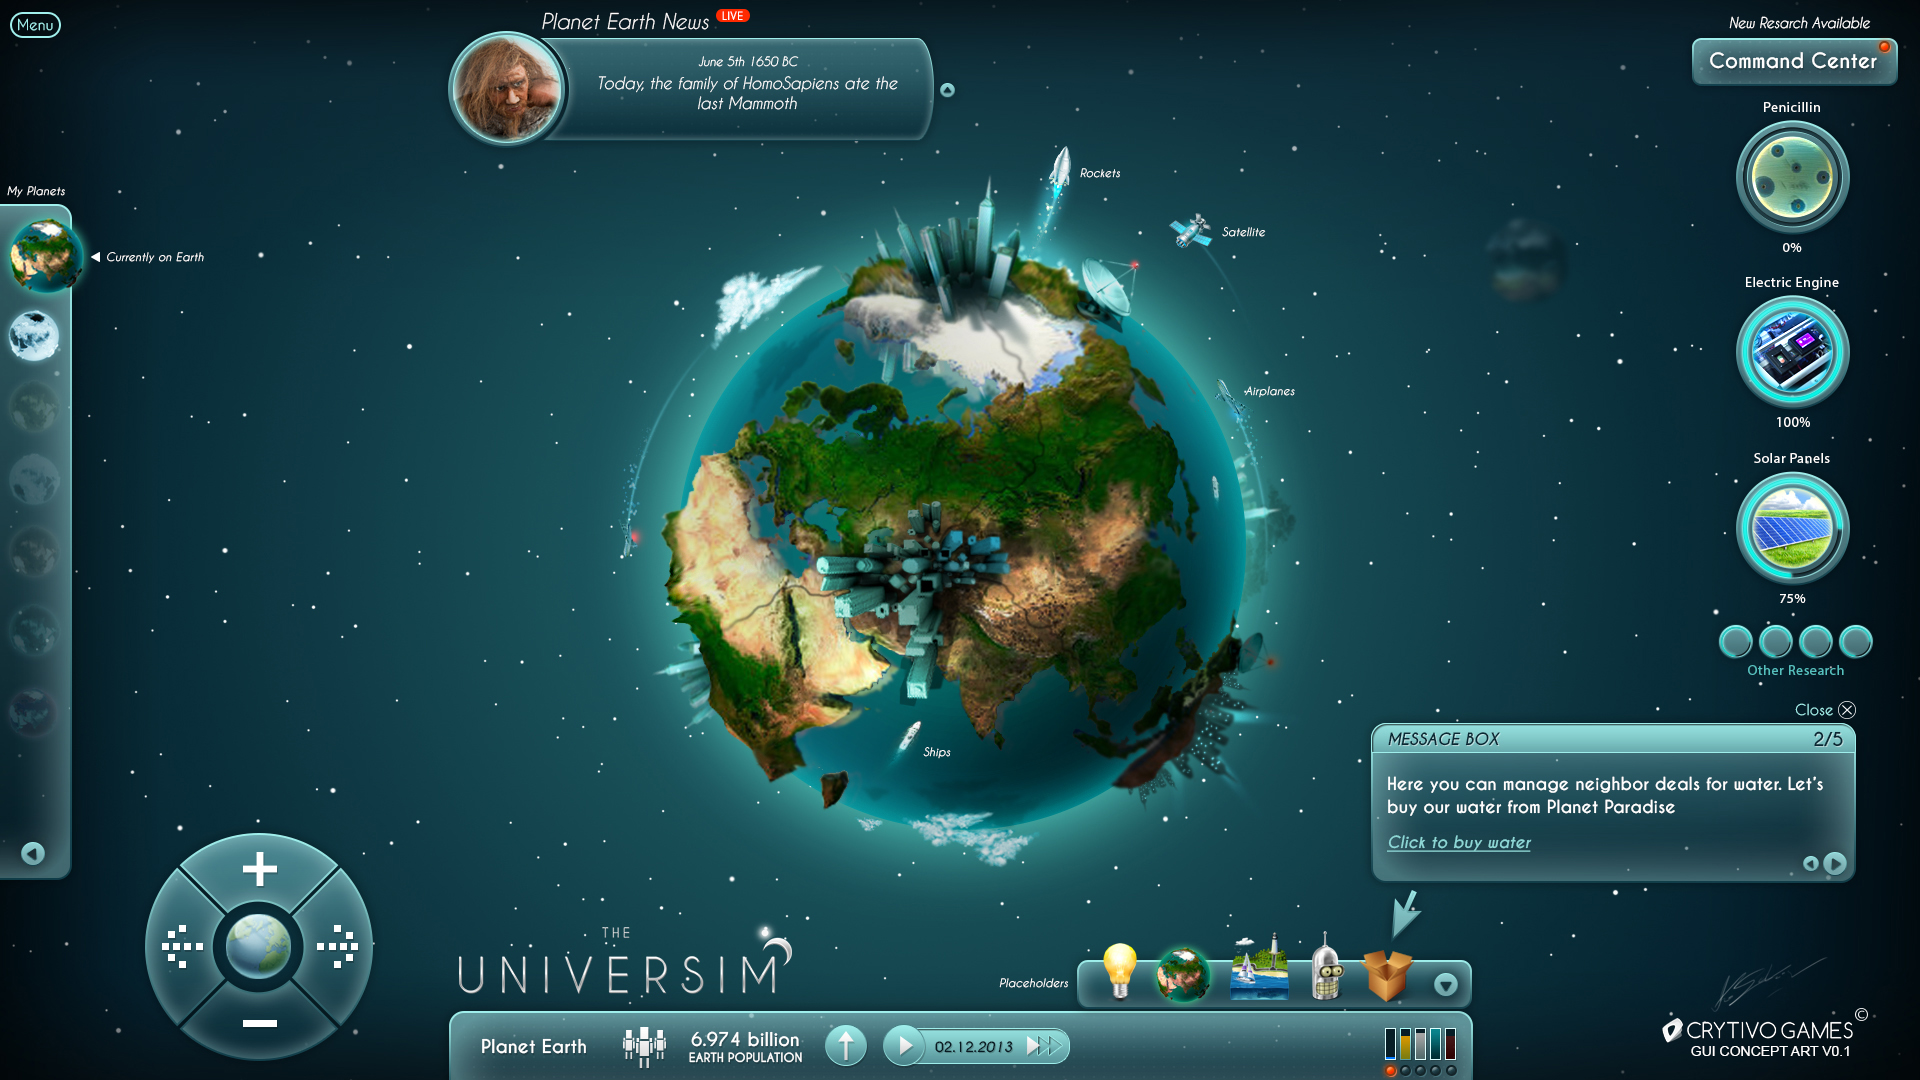 Menu
Planet Earth News LIVE
June 5th 1650 BC
Today, the family of HomoSapiens ate the
last Mammoth
New Resarch Available
Command Center
Penicillin
0%
Electric Engine
100%
Solar Panels
75%
Other Research
My Planets
Currently on Earth
Rockets
Satellite
Airplanes
Ships
Close
MESSAGE BOX 2/5
Here you can manage neighbor deals for water. Let's
buy our water from Planet Paradise
Click to buy water
THE
UNIVERSIM
Placeholders
Planet Earth
6.974 billion
EARTH POPULATION
02.12.2013
CRYTIVO GAMES ©
GUI CONCEPT ART V0.1